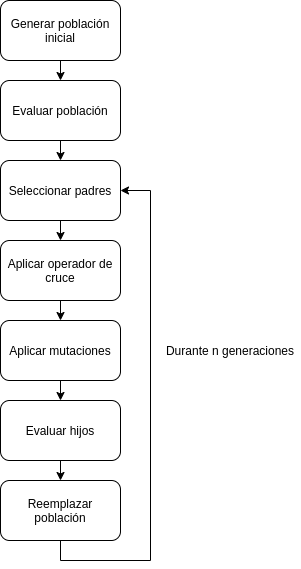 Generar población
inicial
Evaluar población
Seleccionar padres
Aplicar operador de
cruce
Aplicar mutaciones
Durante n generaciones
Evaluar hijos
Reemplazar
población